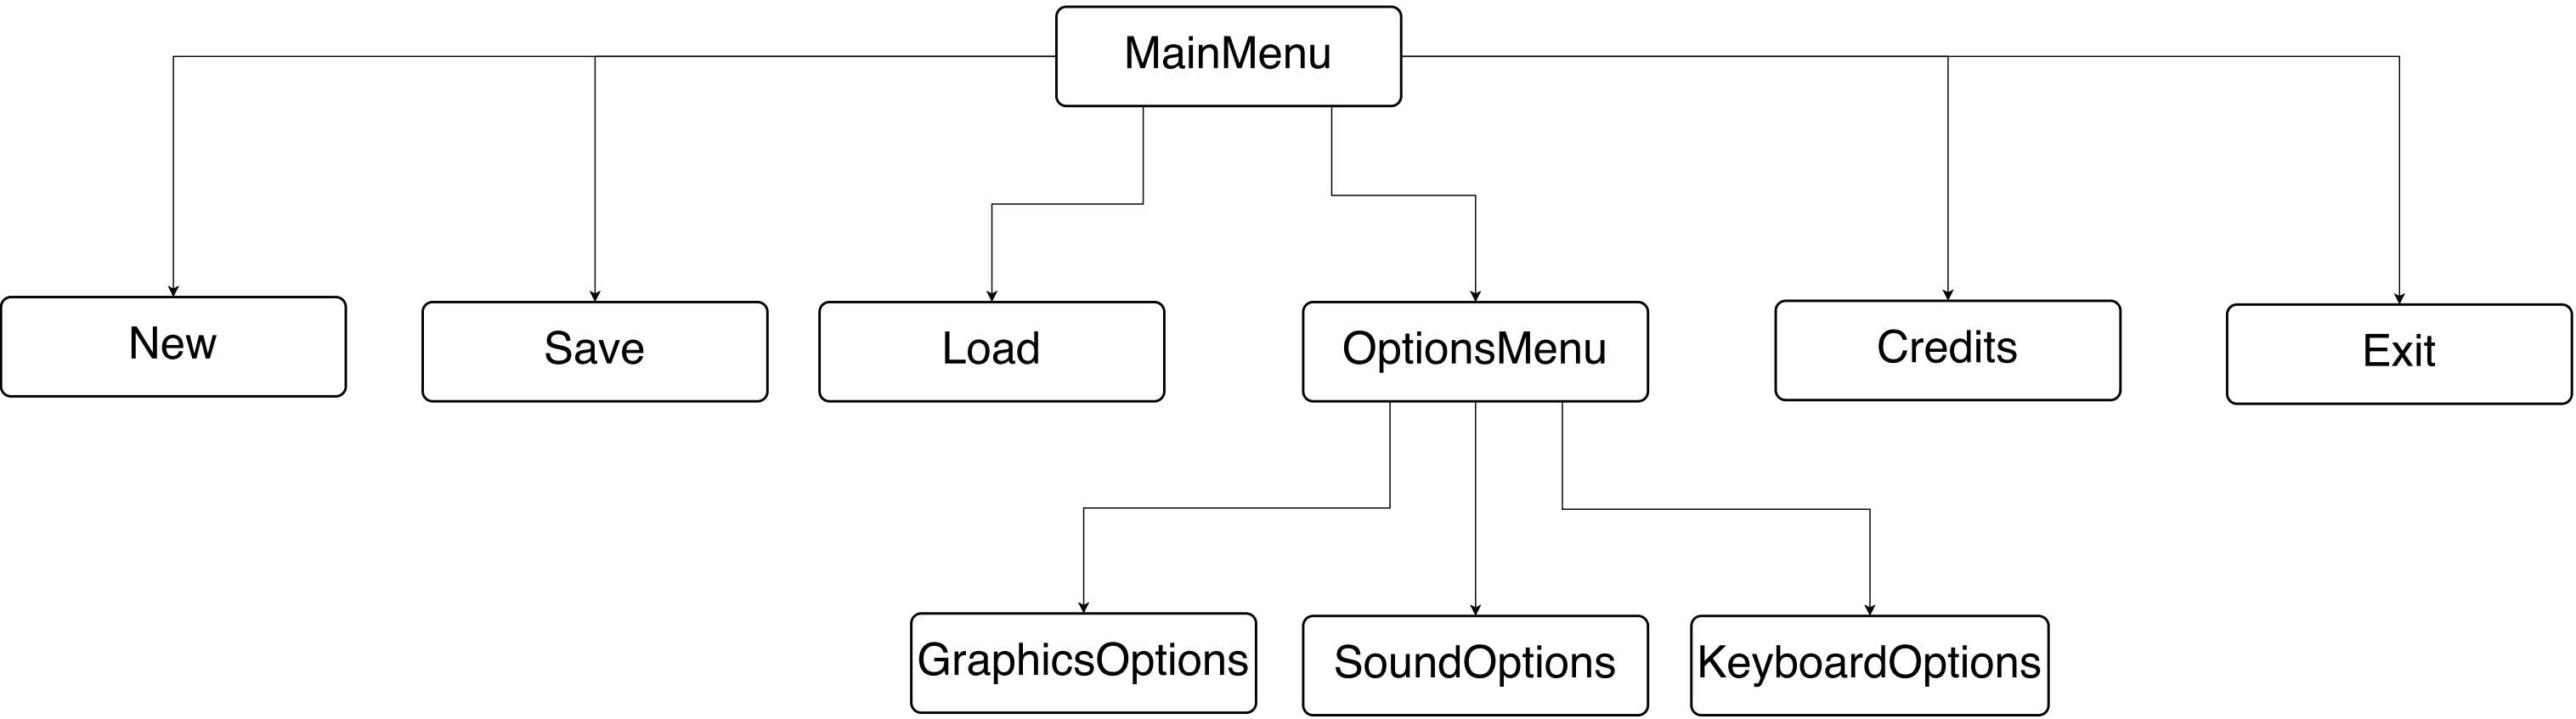 MainMenu
New
Save
Load
OptionsMenu
Credits
Exit
GraphicsOptions
SoundOptions
KeyboardOptions